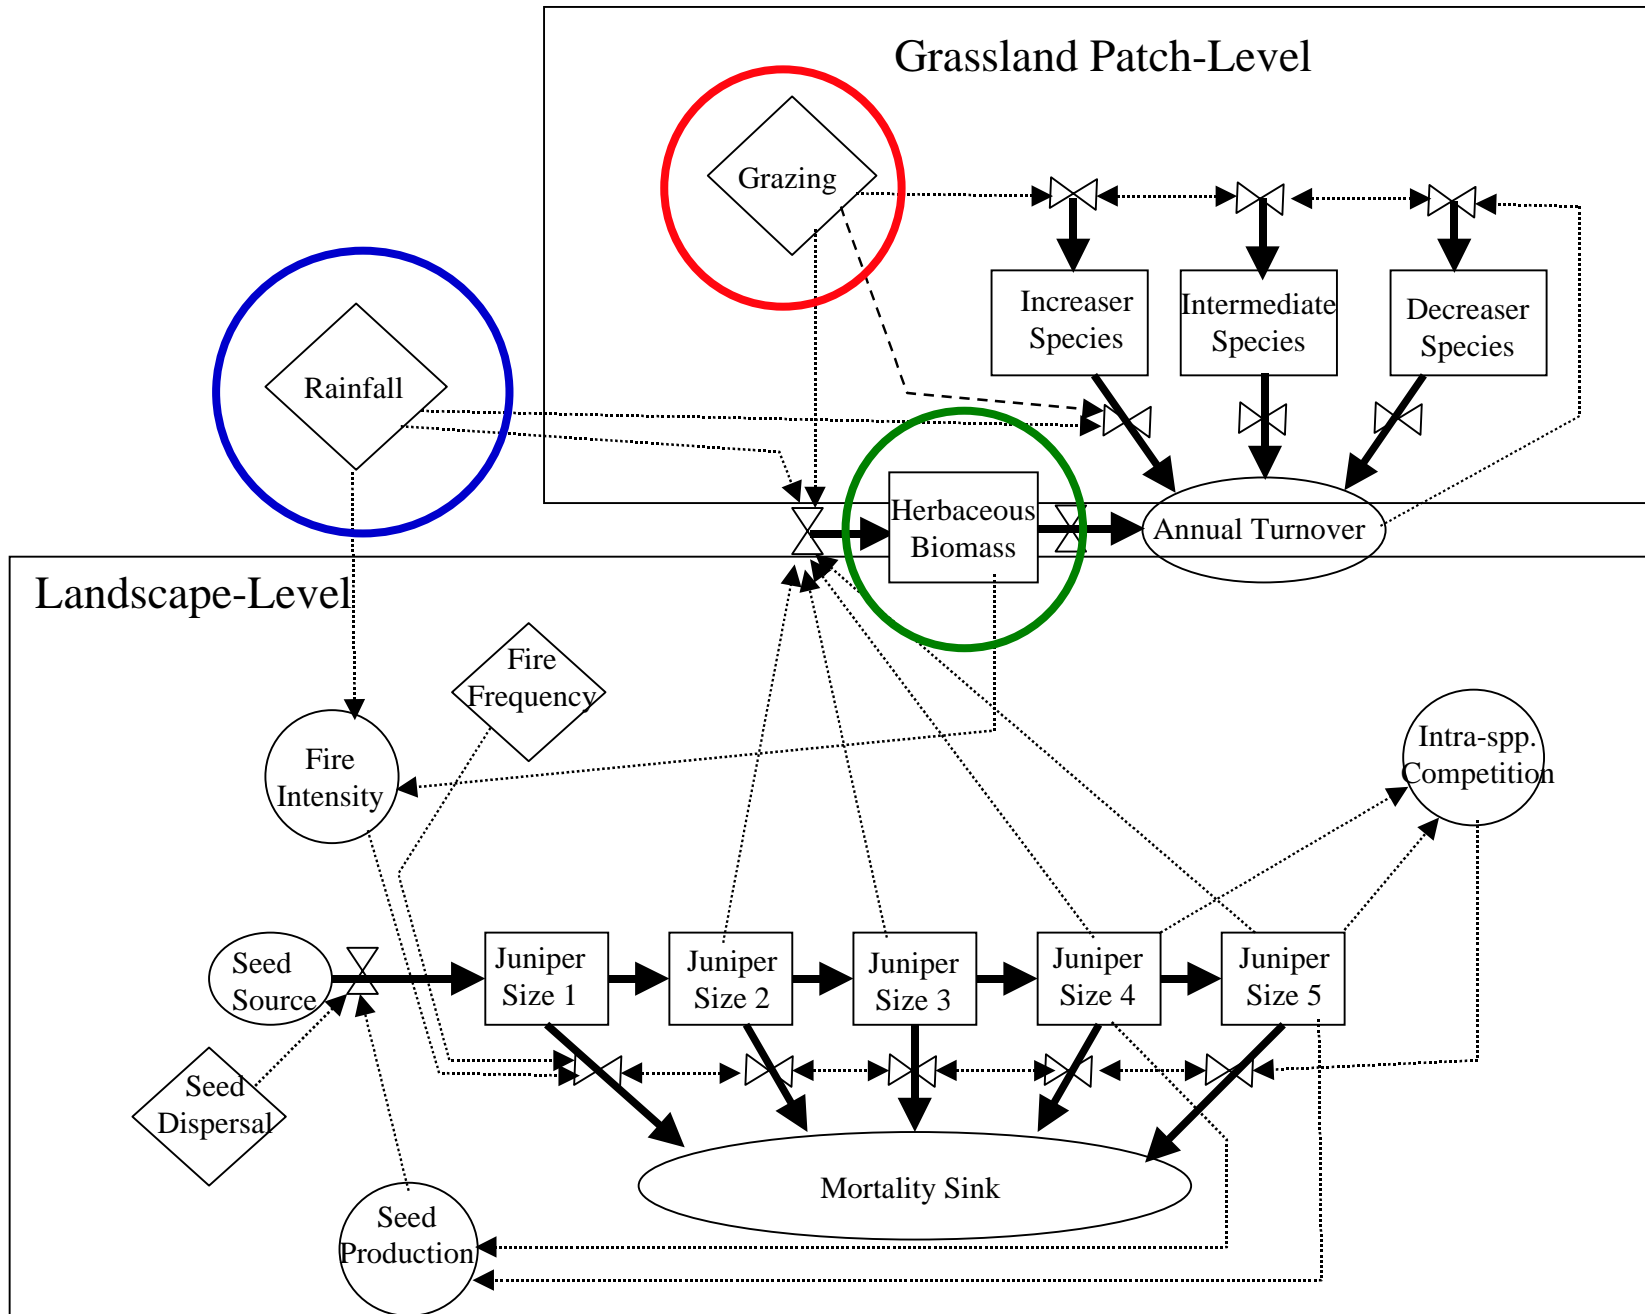 Grassland Patch-Level
Grazing
Increaser
Species
Intermediate
Species
Decreaser
Species
Rainfall
Herbaceous
Biomass
Annual Turnover
Landscape-Level
Fire
Frequency
Fire
Intensity
Intra-spp.
Competition
Seed
Source
Juniper
Size 1
Juniper
Size 2
Juniper
Size 3
Juniper
Size 4
Juniper
Size 5
Seed
Dispersal
Mortality Sink
Seed
Production